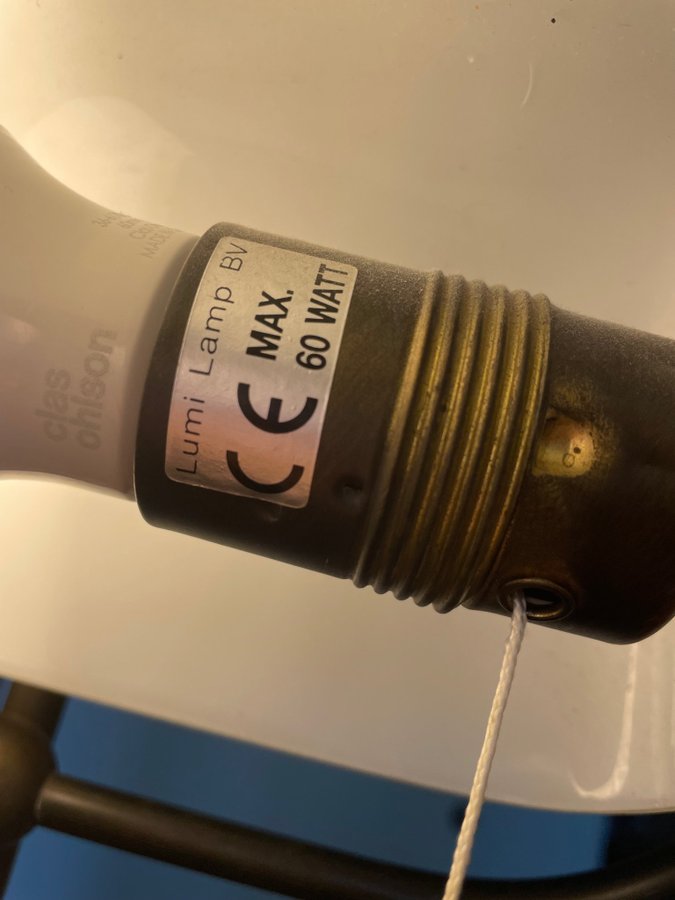 Lumi Lamp BV
CE MAX.
60 WATT
clas
ohlson